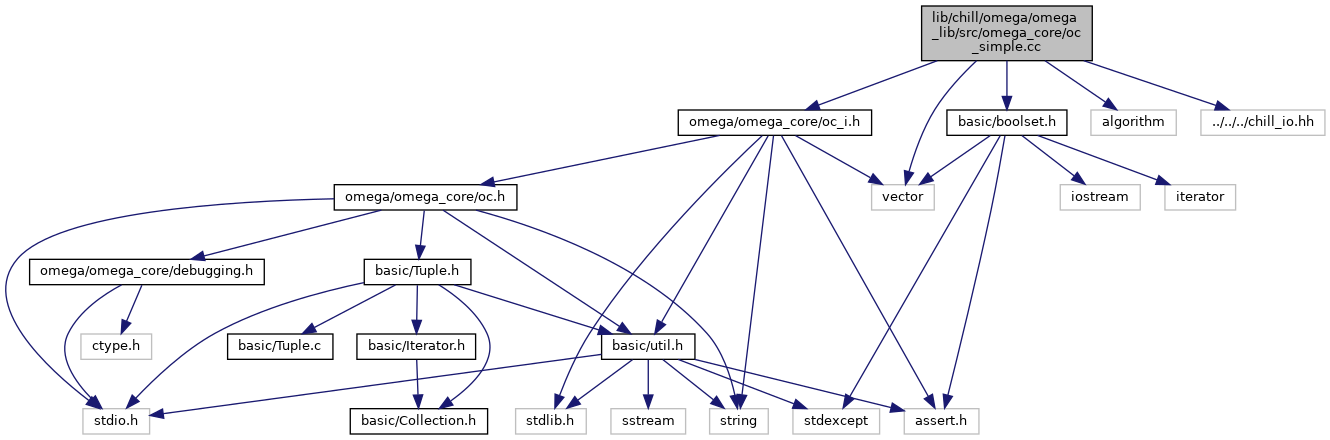 lib/chill/omega/omega
_lib/src/omega_core/oc
_simple.cc
omega/omega_core/oc_i.h
basic/boolset.h
algorithm
../../../chill_io.hh
omega/omega_core/oc.h
vector
iostream
iterator
omega/omega_core/debugging.h
basic/Tuple.h
ctype.h
basic/Tuple.c
basic/Iterator.h
basic/util.h
stdio.h
basic/Collection.h
stdlib.h
sstream
string
stdexcept
assert.h